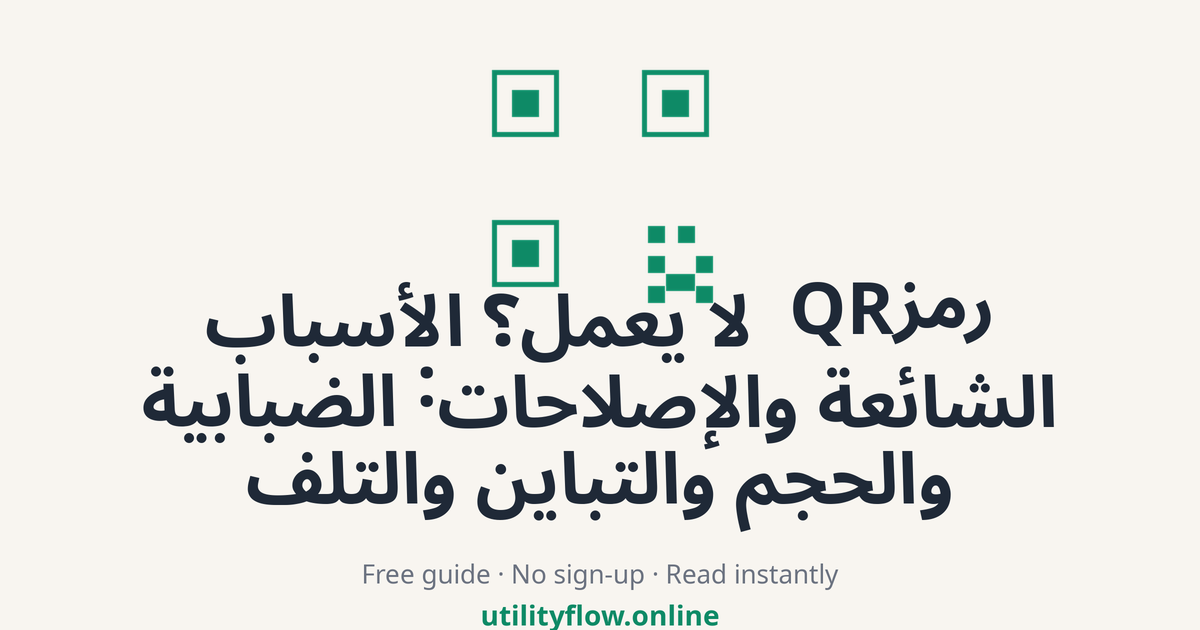 رمز QR لا يعمل؟ الأسباب
الشائعة والإصلاحات: الضبابية
والحجم والتباين والتلف
Free guide · No sign-up · Read instantly
utilityflow.online